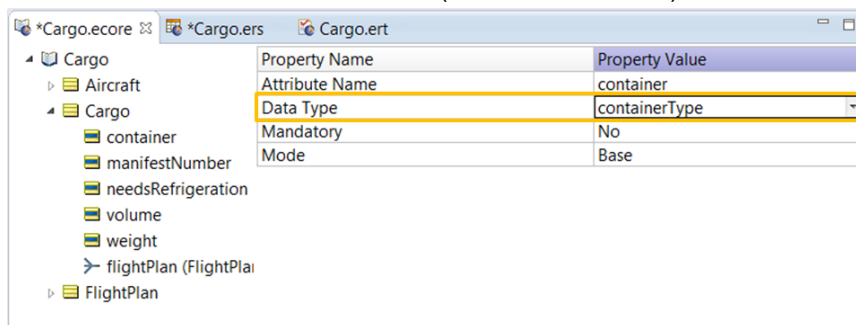 *Cargo.ecore *Cargo.ers Cargo.ert
Cargo
Aircraft
Cargo
container
manifestNumber
needsRefrigeration
volume
weight
flightPlan (FlightPla
FlightPlan
Property Name Property Value
Attribute Name container
Data Type containerType
Mandatory No
Mode Base